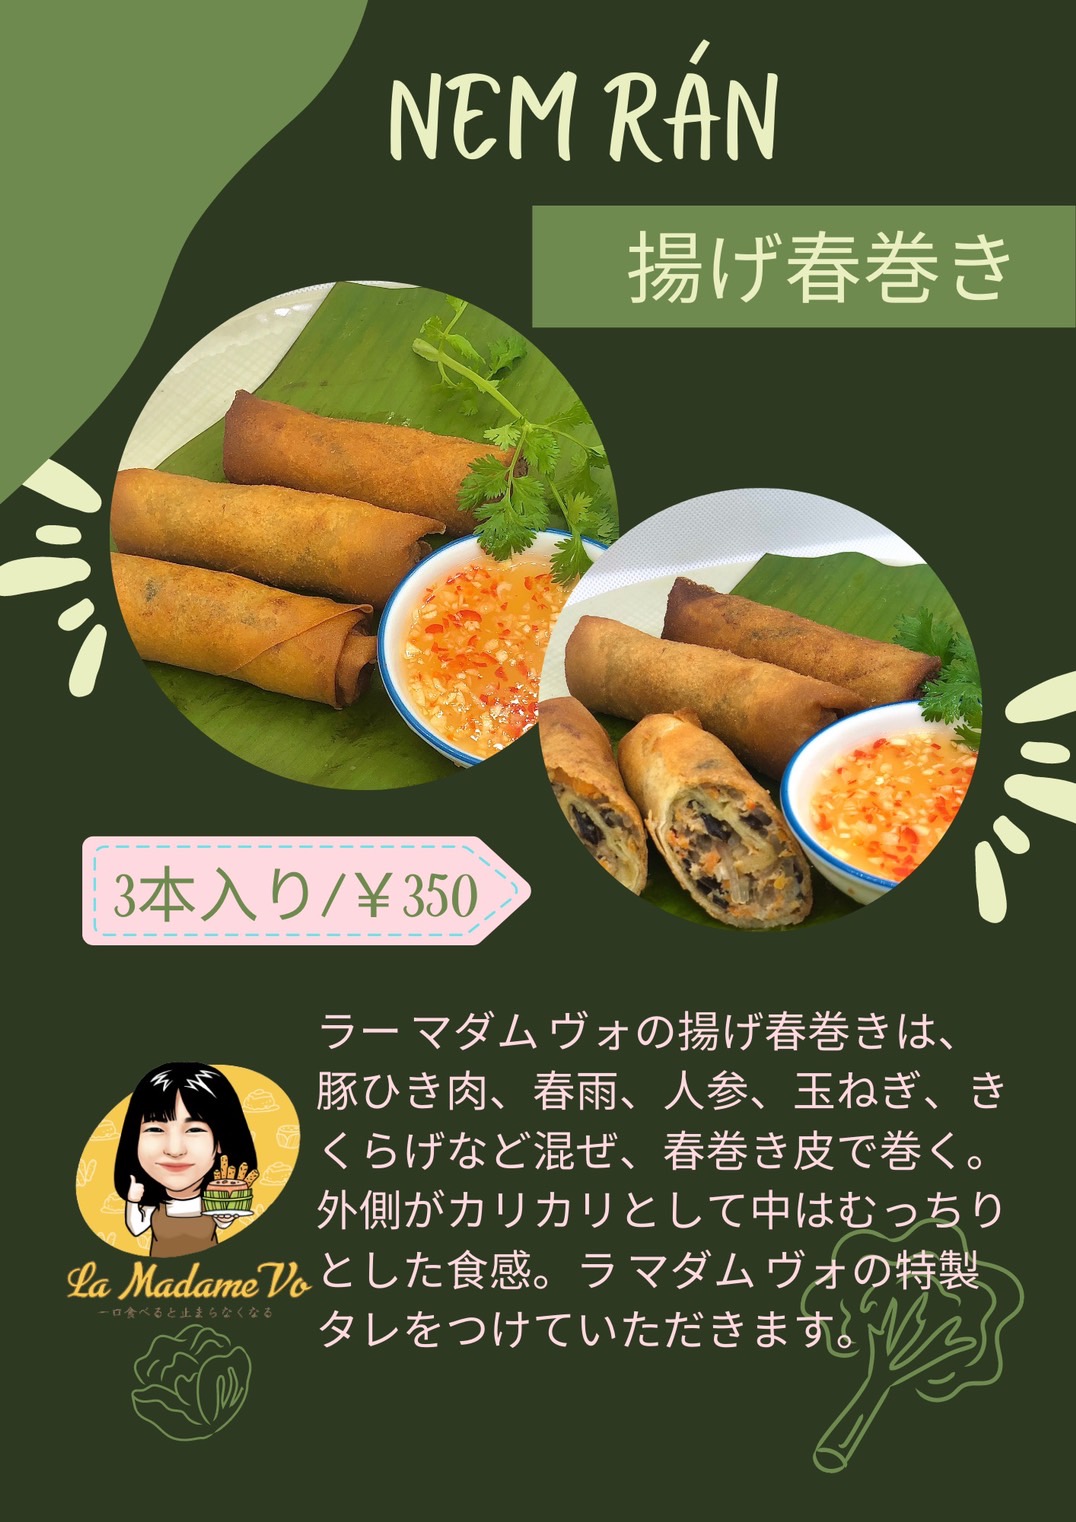 NEM RÁN
揚げ春巻き
3本入り/￥350
ラー マダム ヴォの揚げ春巻きは、
豚ひき肉、春雨、人参、玉ねぎ、き
くらげなど混ぜ、春巻き皮で巻く。
外側がカリカリとして中はむっちり
とした食感。ラ マダム ヴォの特製
タレをつけていただきます。
La Madame Vo
一口食べると止まらなくなる